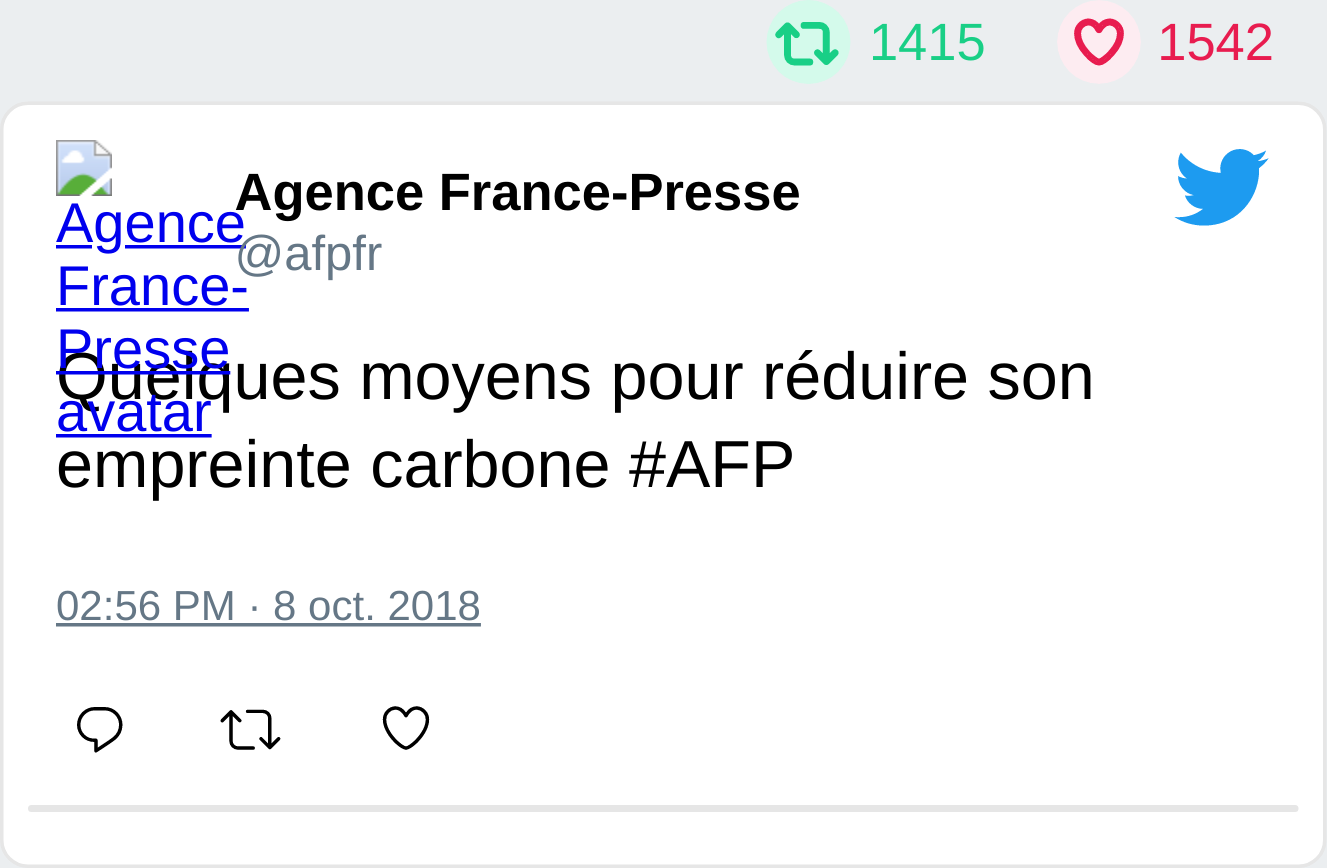 1415 1542
Agence France-Presse
@afpfr
Agence
France-
Presse
avatar
Quelques moyens pour réduire son
empreinte carbone #AFP
02:56 PM · 8 oct. 2018